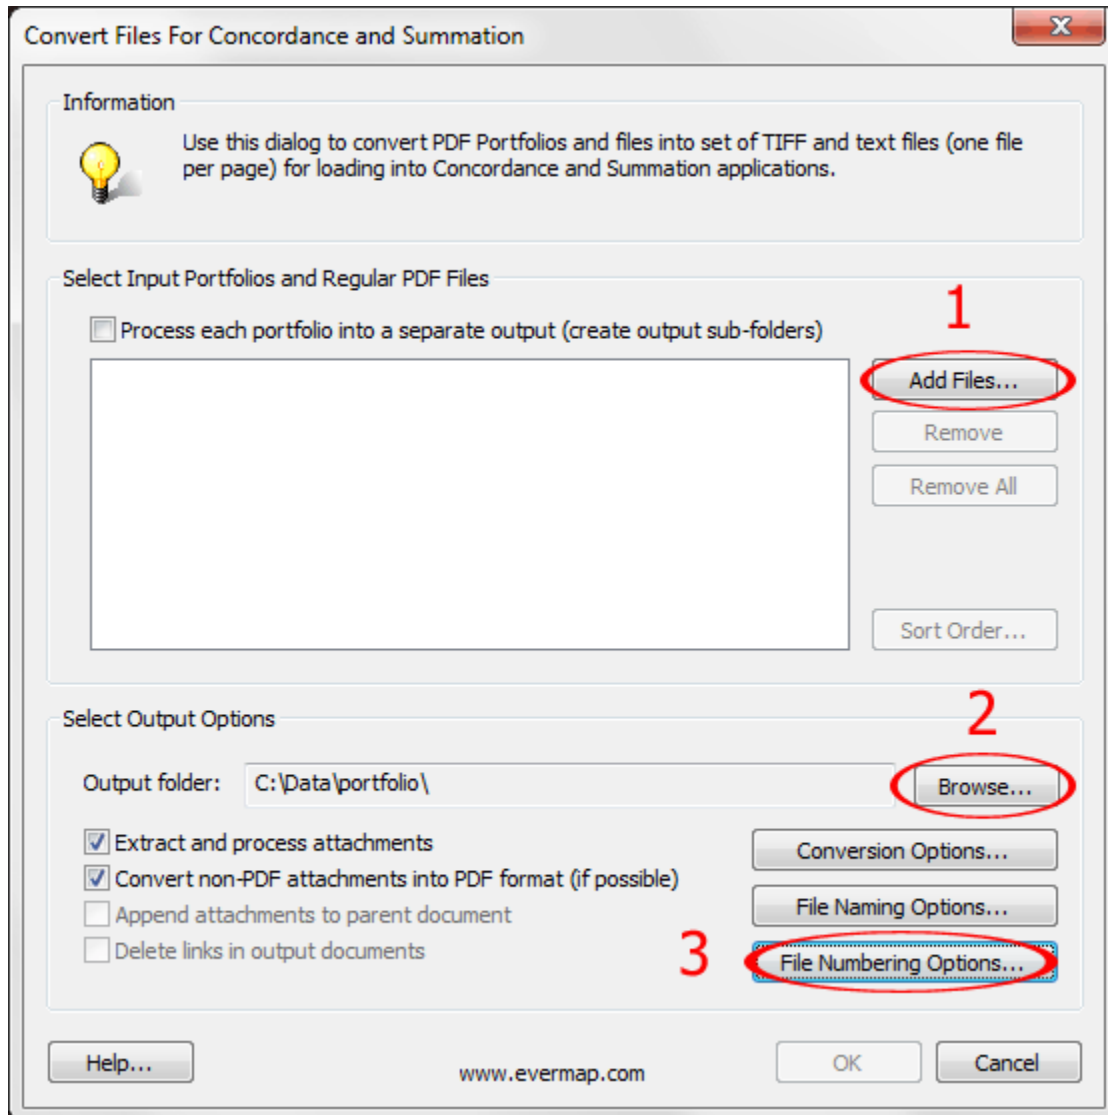 Convert Files For Concordance and Summation
X
Information
Use this dialog to convert PDF Portfolios and files into set of TIFF and text files (one file
per page) for loading into Concordance and Summation applications.
Select Input Portfolios and Regular PDF Files
1
Process each portfolio into a separate output (create output sub-folders)
Add Files...
Remove
Remove All
Sort Order...
2
Select Output Options
Output folder: C:\Data\portfolio\ Browse...
Extract and process attachments
Conversion Options...
Convert non-PDF attachments into PDF format (if possible)
Append attachments to parent document
File Naming Options...
Delete links in output documents
3 File Numbering Options...
Help... www.evermap.com OK Cancel